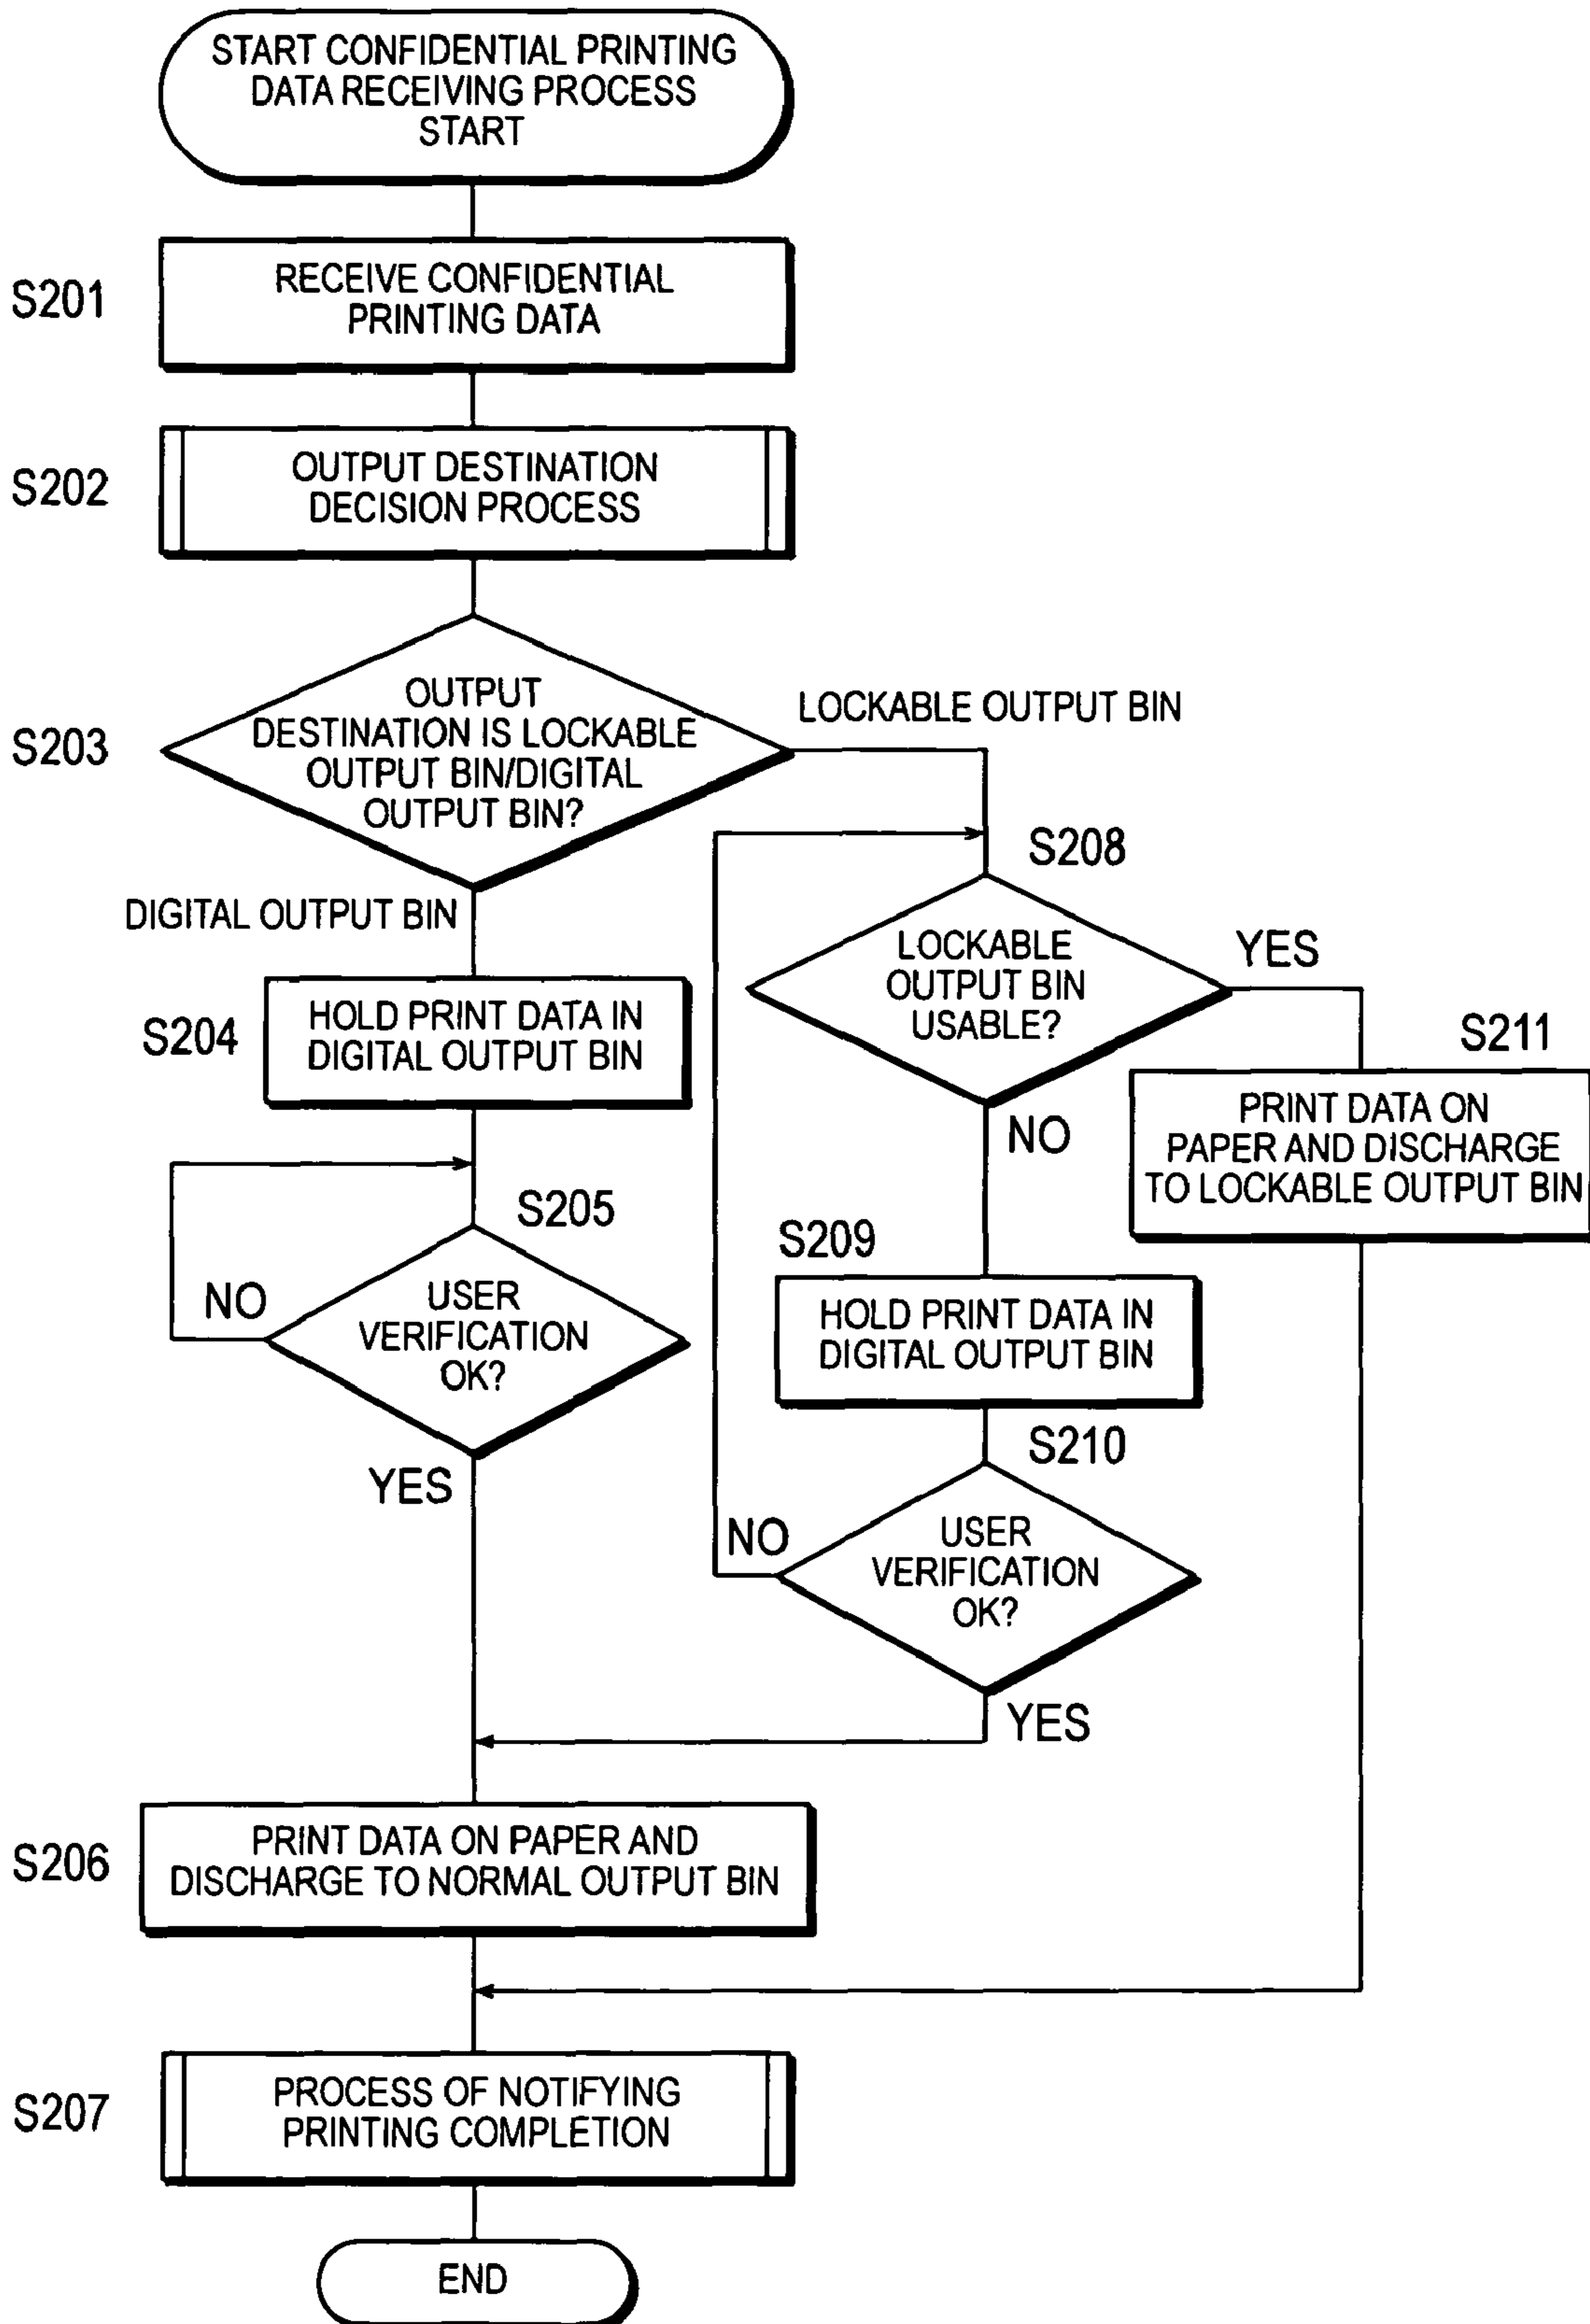 START CONFIDENTIAL PRINTING
DATA RECEIVING PROCESS
START
S201
RECEIVE CONFIDENTIAL
PRINTING DATA
S202
OUTPUT DESTINATION
DECISION PROCESS
S203
OUTPUT
DESTINATION IS LOCKABLE
OUTPUT BIN/DIGITAL
OUTPUT BIN?
LOCKABLE OUTPUT BIN
DIGITAL OUTPUT BIN
S204
HOLD PRINT DATA IN
DIGITAL OUTPUT BIN
S205
USER
VERIFICATION
OK?
NO
YES
S208
LOCKABLE
OUTPUT BIN
USABLE?
YES
NO
S211
PRINT DATA ON
PAPER AND DISCHARGE
TO LOCKABLE OUTPUT BIN
S209
HOLD PRINT DATA IN
DIGITAL OUTPUT BIN
S210
USER
VERIFICATION
OK?
NO
YES
S206
PRINT DATA ON PAPER AND
DISCHARGE TO NORMAL OUTPUT BIN
S207
PROCESS OF NOTIFYING
PRINTING COMPLETION
END